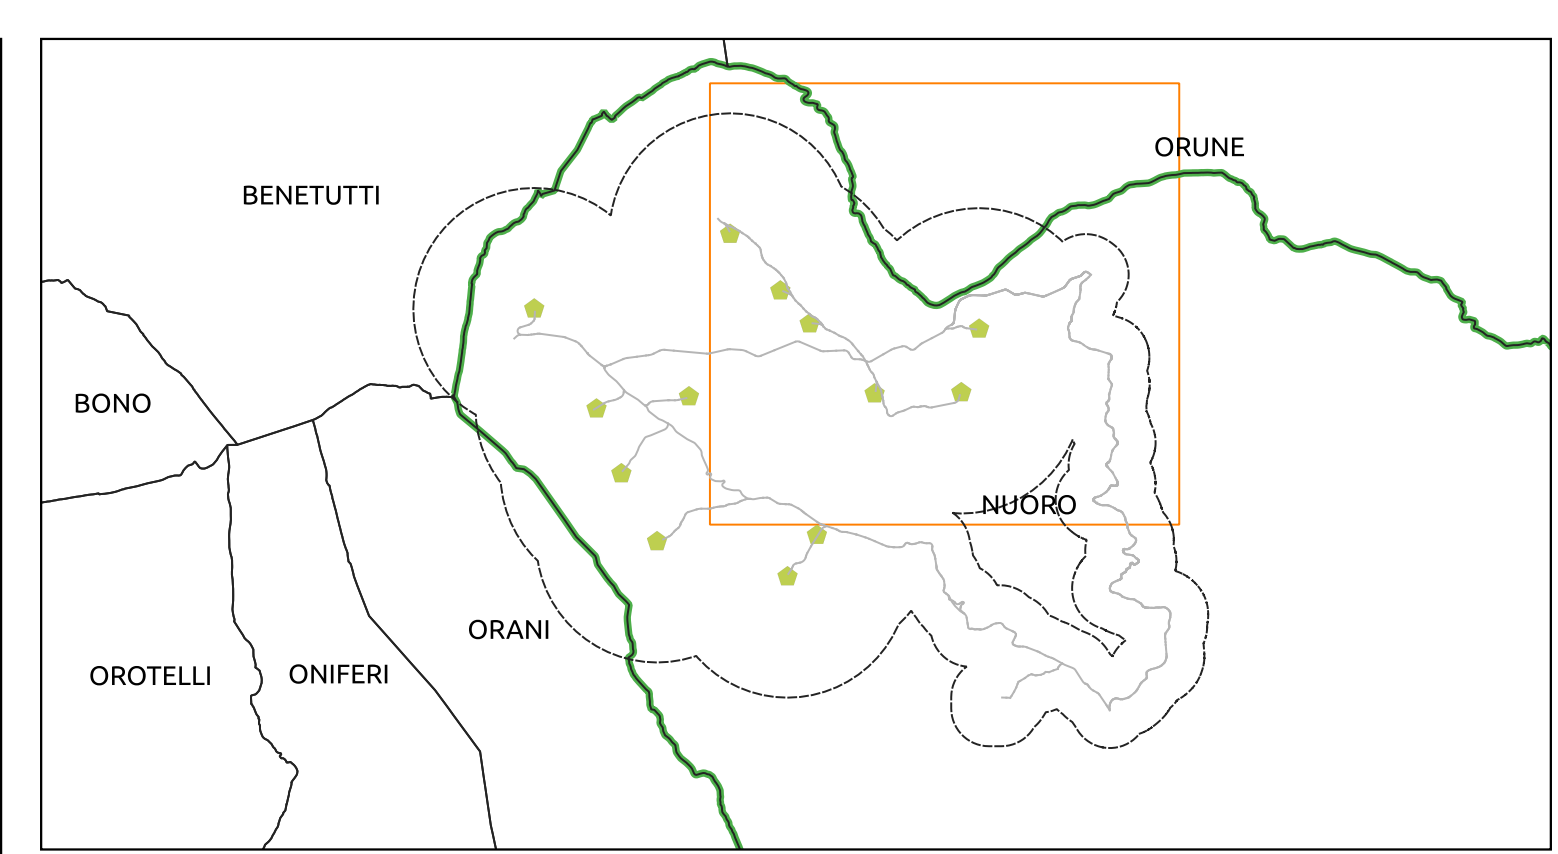 ORUNE
BENETUTTI
BONO
NUORO
ORANI
OROTELLI
ONIFERI